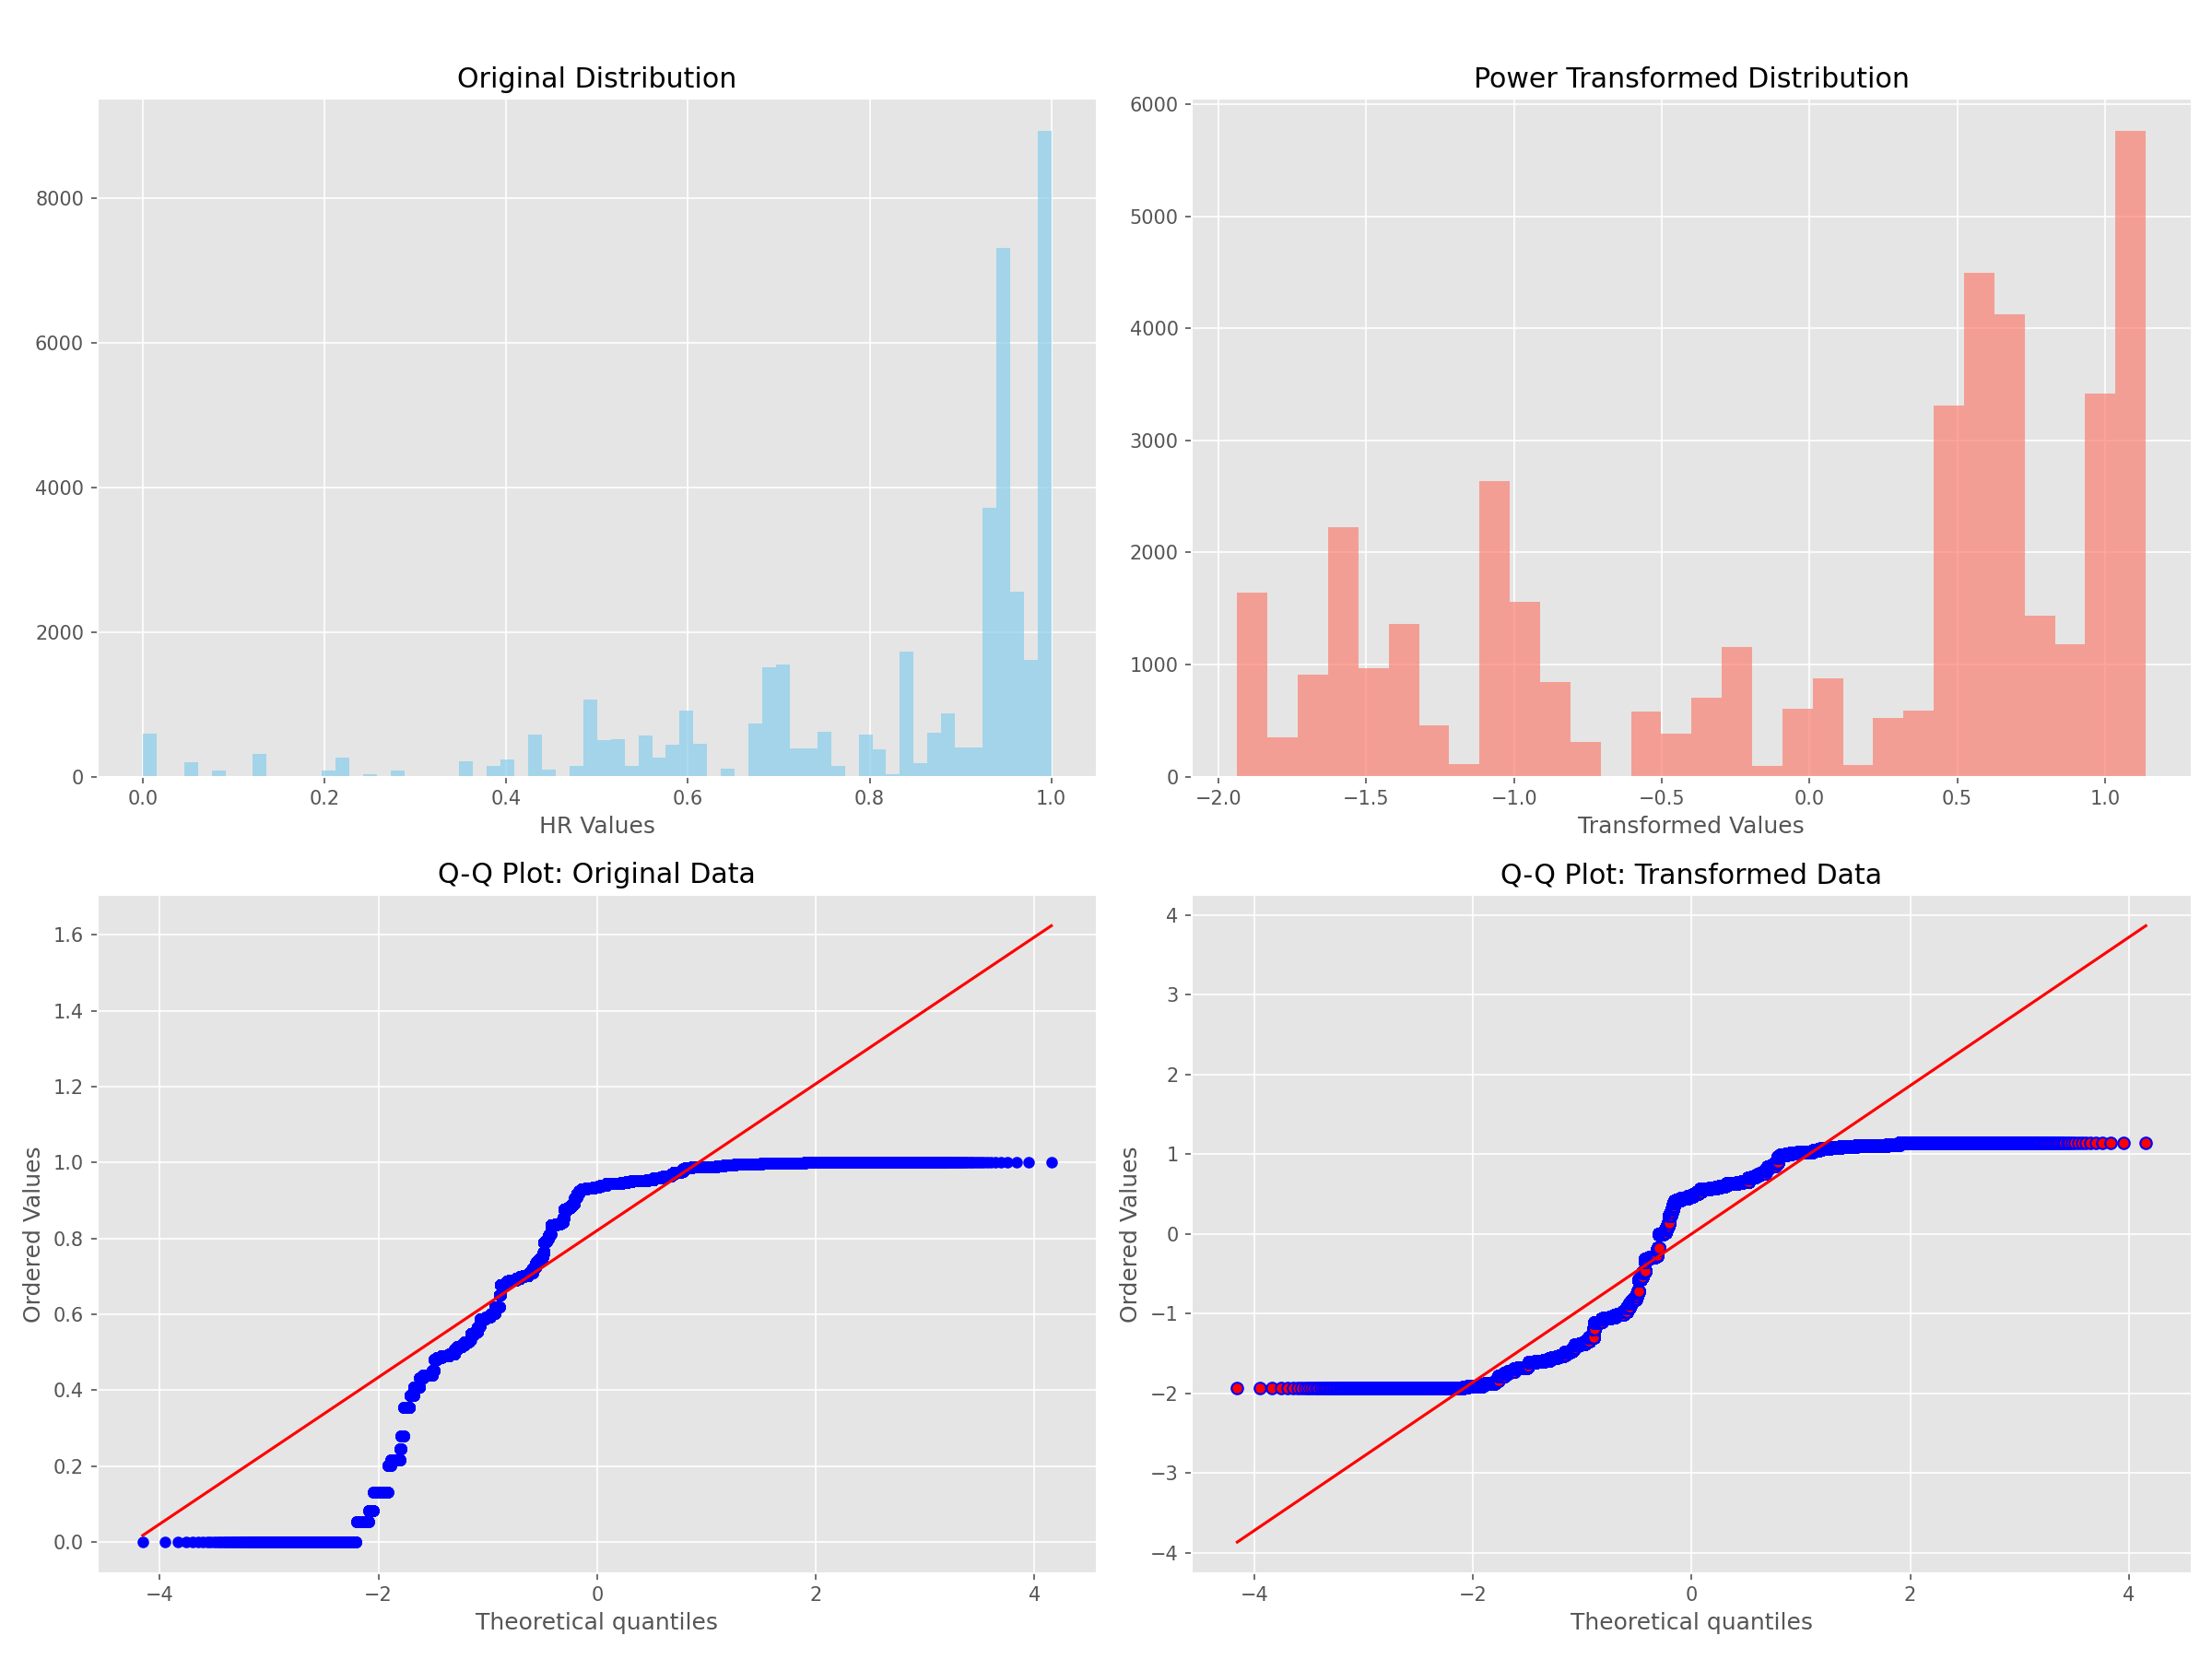 Original Distribution
8000
6000
4000
2000
0
0.0 0.2 0.4 0.6 0.8 1.0
HR Values
Power Transformed Distribution
6000
5000
4000
3000
2000
1000
0
−2.0 −1.5 −1.0 −0.5 0.0 0.5 1.0
Transformed Values
Q-Q Plot: Original Data
Ordered Values
1.6
1.4
1.2
1.0
0.8
0.6
0.4
0.2
0.0
−4 −2 0 2 4
Theoretical quantiles
Q-Q Plot: Transformed Data
Ordered Values
4
3
2
1
0
−1
−2
−3
−4
−4 −2 0 2 4
Theoretical quantiles